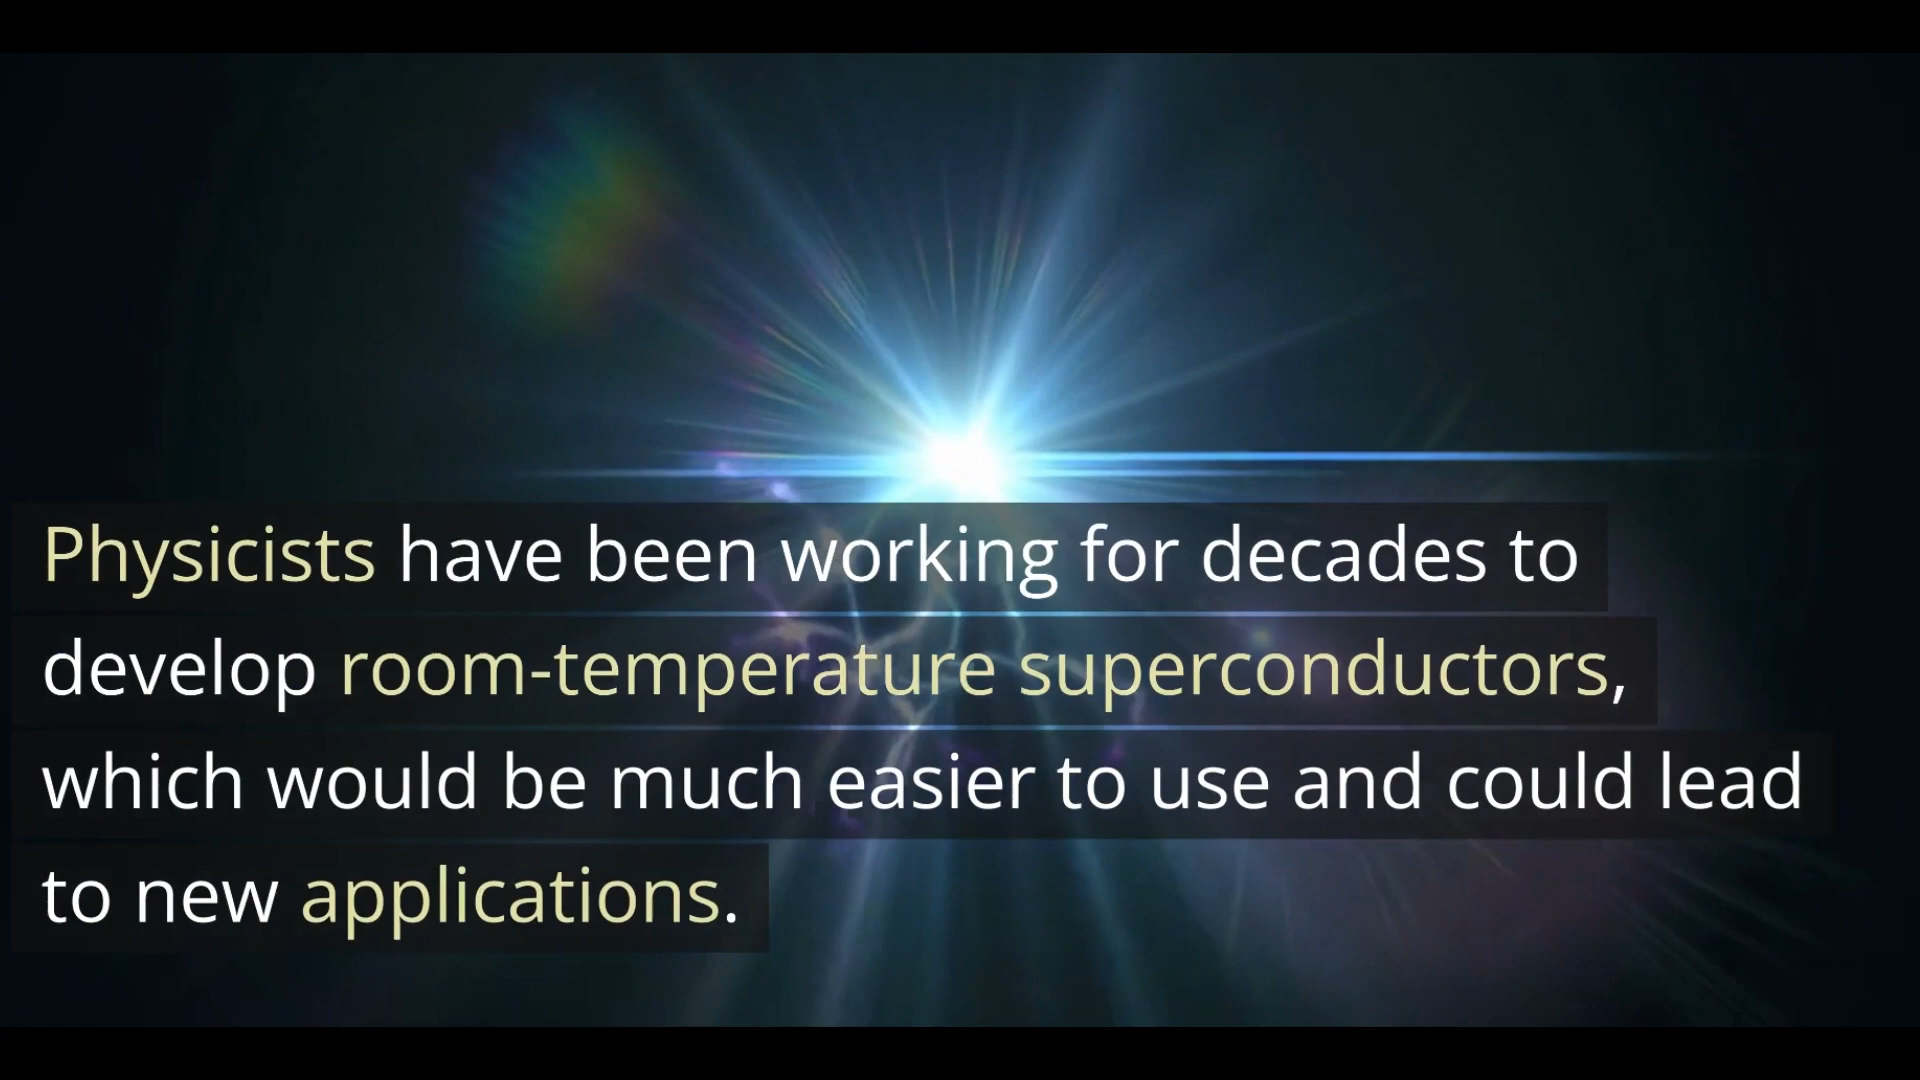 Physicists have been working for decades to
develop room-temperature superconductors,
which would be much easier to use and could lead
to new applications.